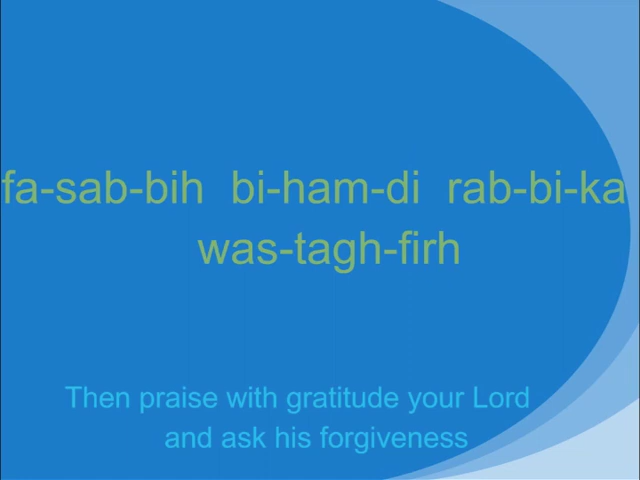 fa-sab-bih bi-ham-di rab-bi-ka
was-tagh-firh
Then praise with gratitude your Lord
and ask his forgiveness